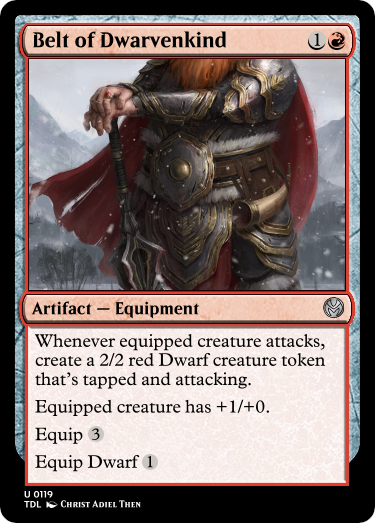 Belt of Dwarvenkind 1
Artifact — Equipment
Whenever equipped creature attacks,
create a 2/2 red Dwarf creature token
that's tapped and attacking.
Equipped creature has +1/+0.
Equip 3
Equip Dwarf 1
U 0119
TDL Christ Adiel Then